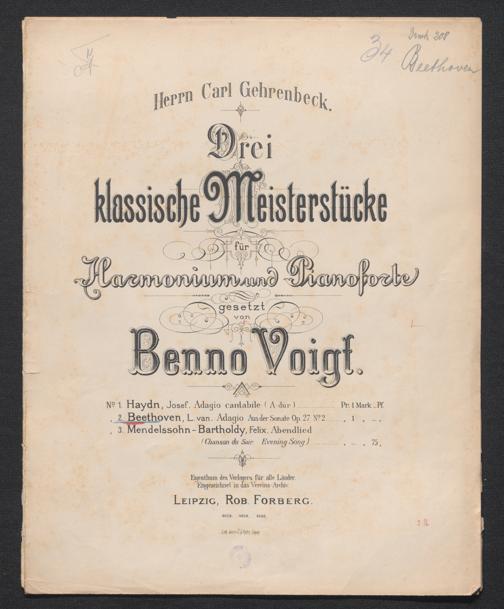 Druck 308
34
Beethoven
Herrn Carl Gehrenbeck.
Drei
klassische Meisterstücke
für
Harmonium und Pianoforte
gesetzt
von
Benno Voigt.
No 1. Haydn, Josef. Adagio cantabile (A dur) Pr. 1 Mark - Pf.
„ 2. Beethoven, L. van. Adagio Aus der Sonate Op. 27 No 2 „ 1 „ - „
„ 3. Mendelssohn-Bartholdy, Felix. Abendlied
(Chanson du Soir Evening Song) „ - „ 75 „
Eigenthum des Verlegers für alle Länder.
Eingezeichnet in das Vereins-Archiv.
LEIPZIG, ROB. FORBERG.